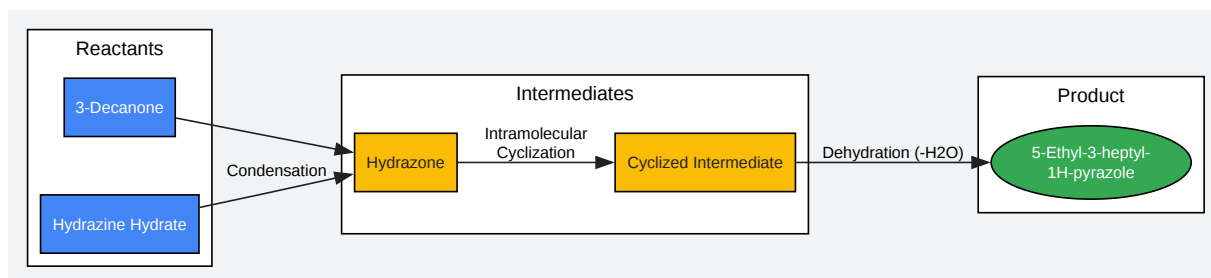 Reactants
3-Decanone
Hydrazine Hydrate
Condensation
Intermediates
Hydrazone
Intramolecular
Cyclization
Cyclized Intermediate
Dehydration (-H2O)
Product
5-Ethyl-3-heptyl-
1H-pyrazole